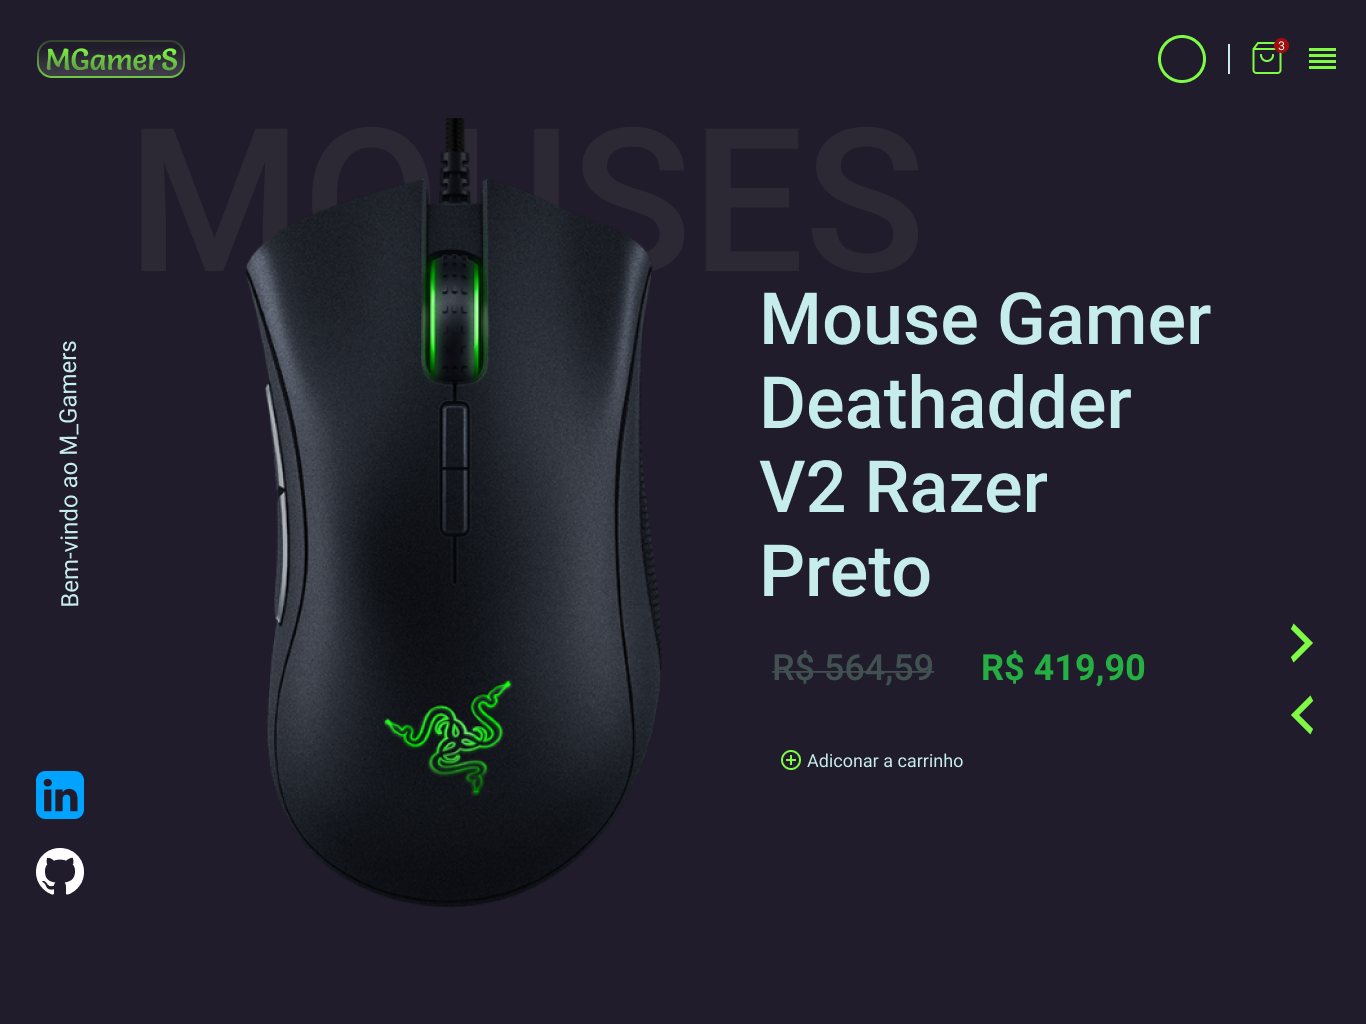 MGamerS
3
MOUSES
Mouse Gamer
Deathadder
V2 Razer
Preto
Bem-vindo ao M_Gamers
R$ 564,59 R$ 419,90
Adiconar a carrinho
in